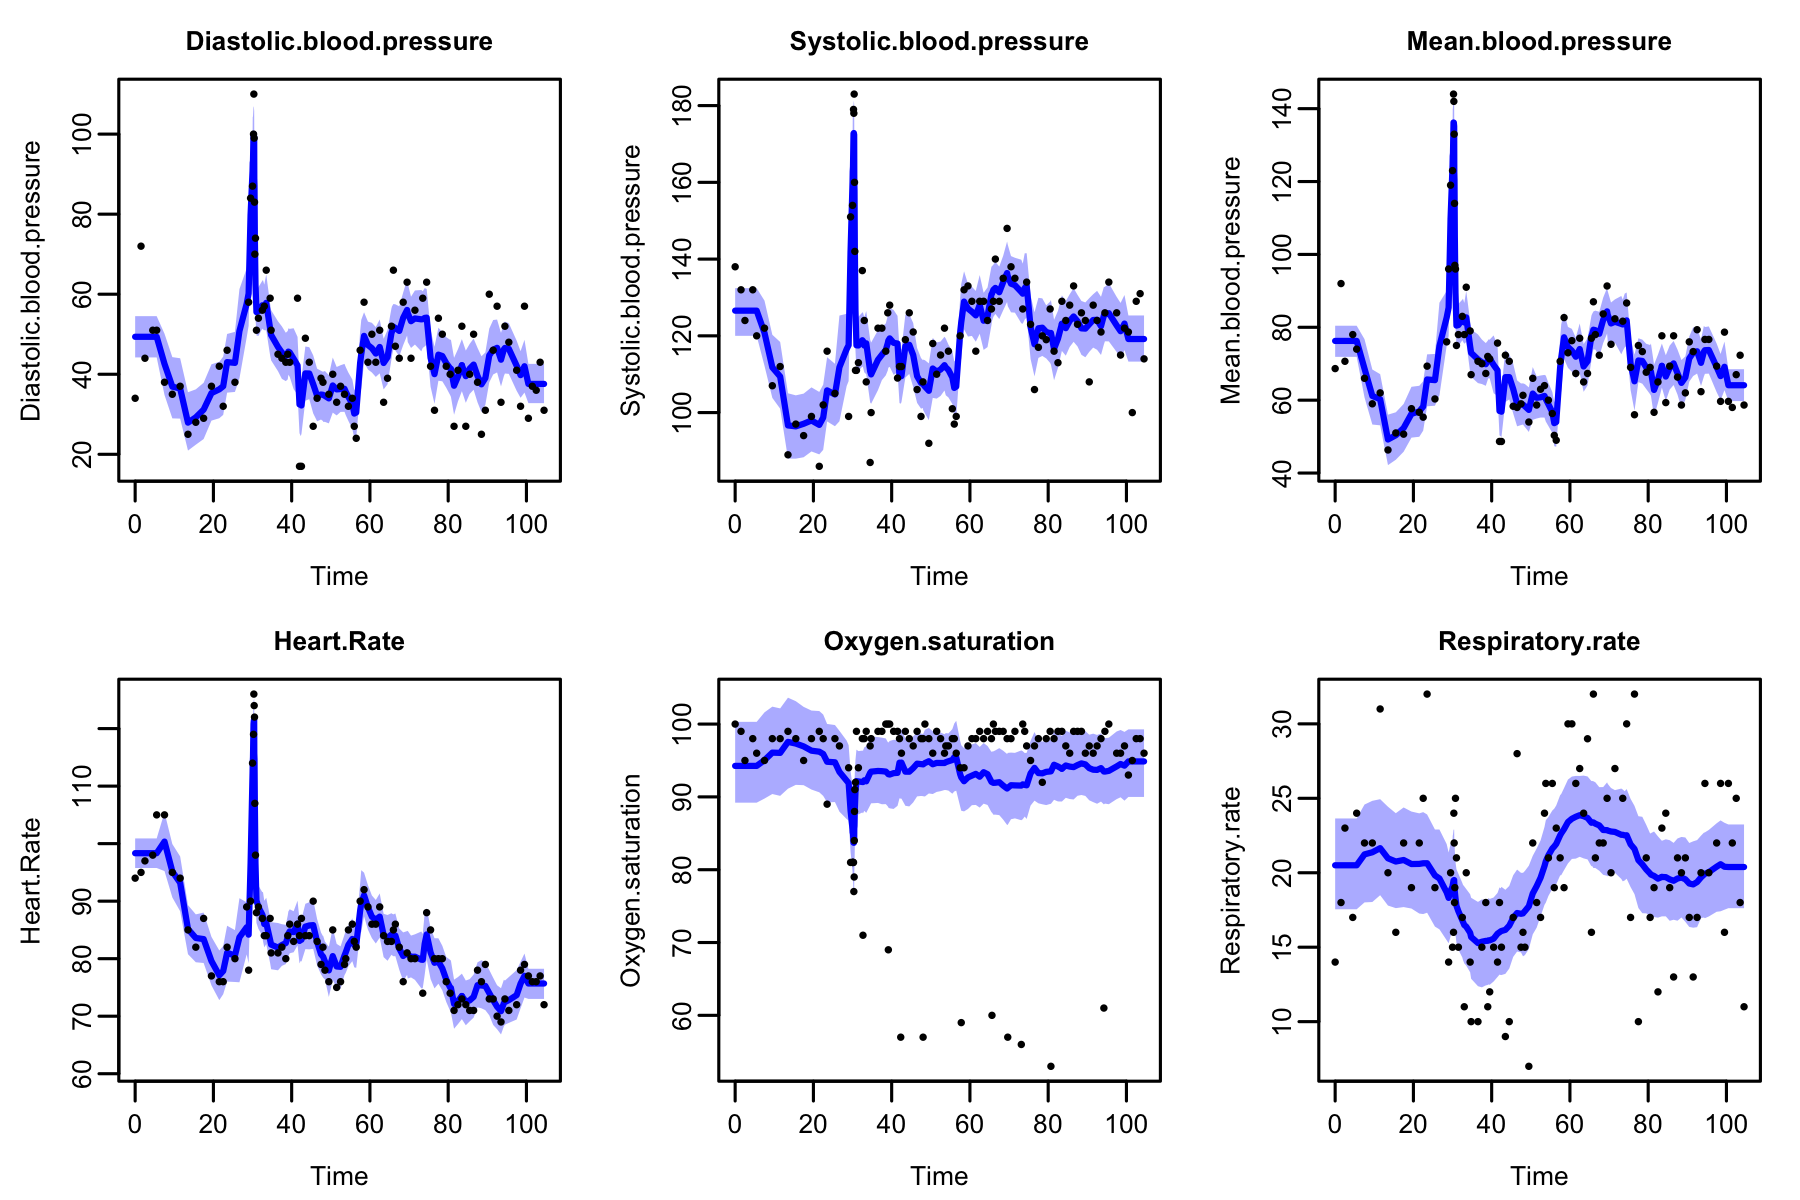 Diastolic.blood.pressure
Diastolic.blood.pressure
100
80
60
40
20
0 20 40 60 80 100
Time
Systolic.blood.pressure
Systolic.blood.pressure
180
160
140
120
100
0 20 40 60 80 100
Time
Mean.blood.pressure
Mean.blood.pressure
140
120
100
80
60
40
0 20 40 60 80 100
Time
Heart.Rate
Heart.Rate
110
90
80
70
60
0 20 40 60 80 100
Time
Oxygen.saturation
Oxygen.saturation
100
90
80
70
60
0 20 40 60 80 100
Time
Respiratory.rate
Respiratory.rate
30
25
20
15
10
0 20 40 60 80 100
Time